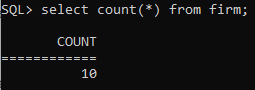 SQL> select count(*) from firm;
COUNT
============
10